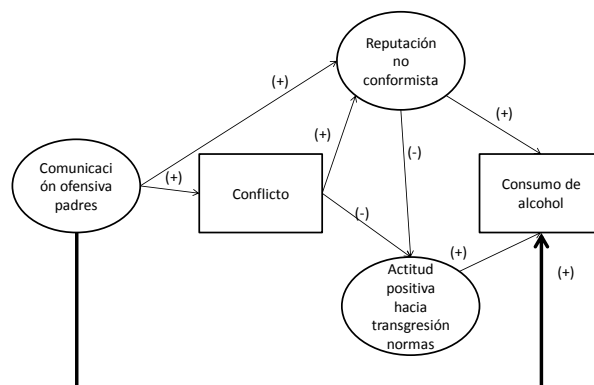 Reputación
no
conformista
(+)
(+)
(+)
Comunicaci
ón ofensiva
padres
(+)
Conflicto
(-)
Consumo de
alcohol
(-)
(+)
Actitud
positiva
hacia
transgresión
normas
(+)